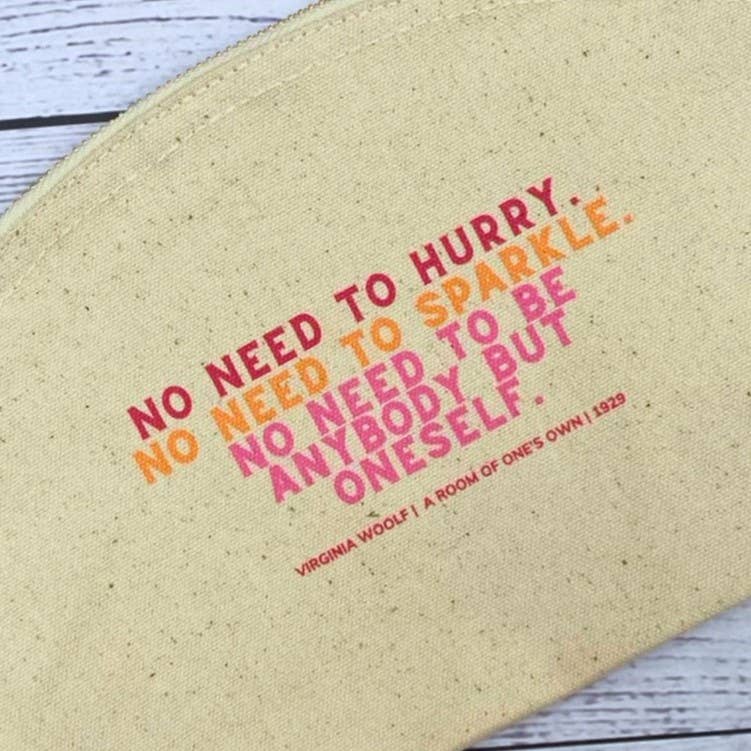 NO NEED TO HURRY.
NO NEED TO SPARKLE.
NO NEED TO BE
ANYBODY BUT
ONESELF.
VIRGINIA WOOLF | A ROOM OF ONE'S OWN | 1929